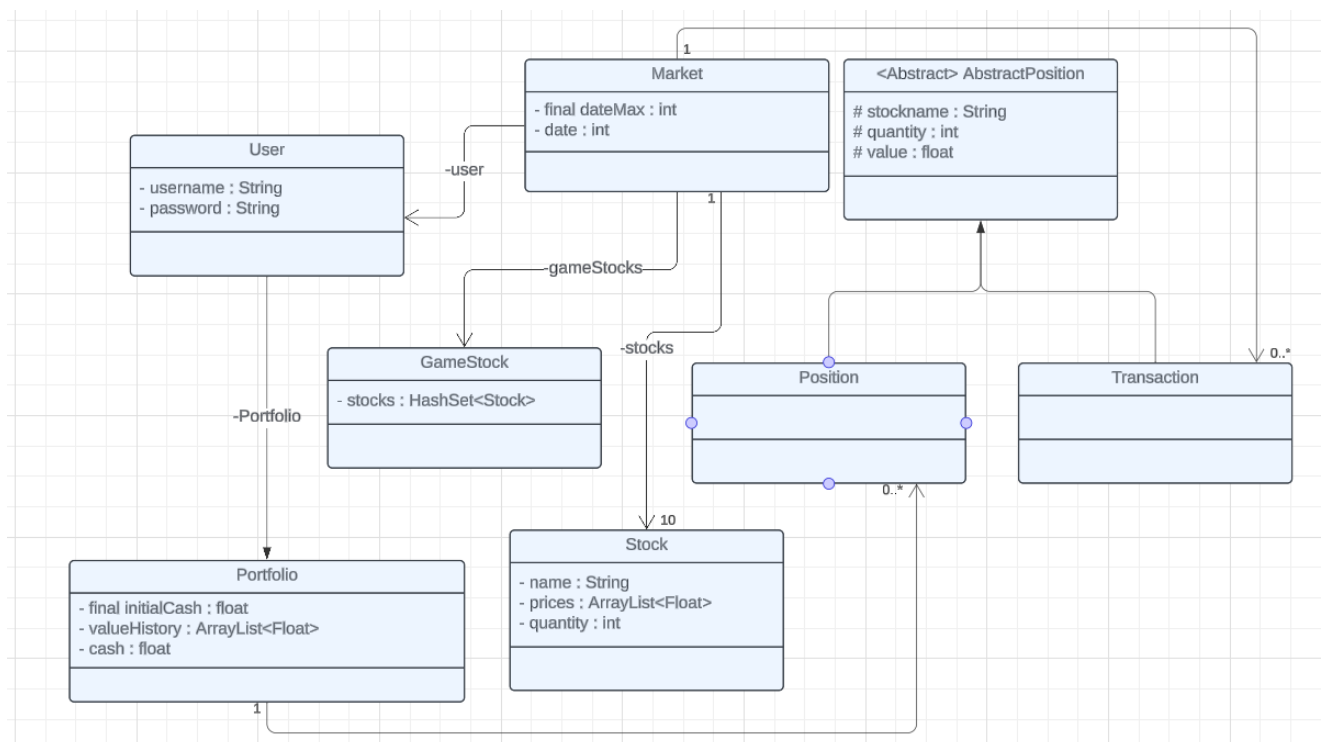 1
Market
- final dateMax : int
- date : int
<Abstract> AbstractPosition
# stockname : String
# quantity : int
# value : float
User
- username : String
- password : String
-user
1
-gameStocks
-stocks
GameStock
- stocks : HashSet<Stock>
0..*
Position
Transaction
-Portfolio
0..*
10
Stock
- name : String
- prices : ArrayList<Float>
- quantity : int
Portfolio
- final initialCash : float
- valueHistory : ArrayList<Float>
- cash : float
1